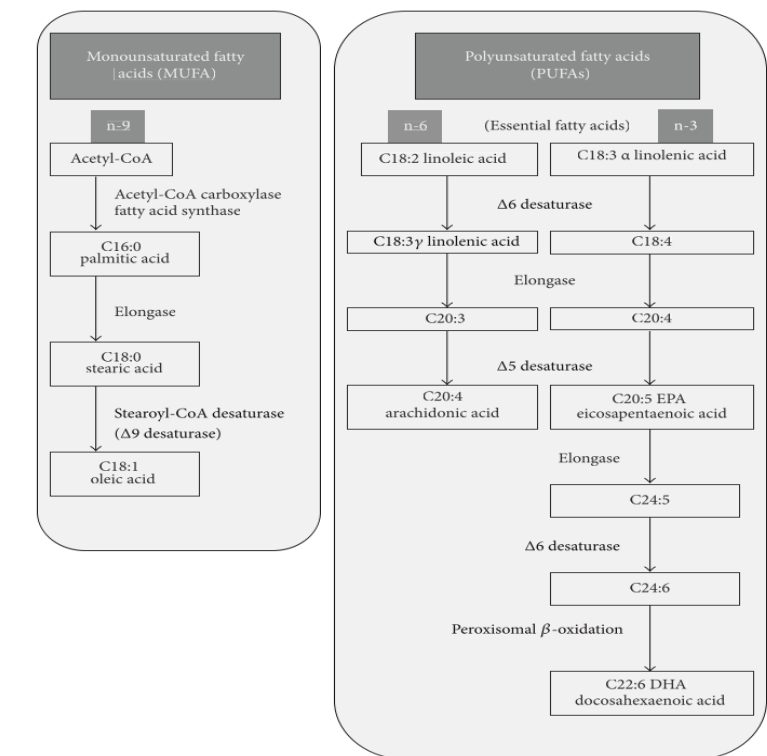 Monounsaturated fatty
|acids (MUFA)
n-9
Acetyl-CoA
Acetyl-CoA carboxylase
fatty acid synthase
C16:0
palmitic acid
Elongase
C18:0
stearic acid
Stearoyl-CoA desaturase
(Δ9 desaturase)
C18:1
oleic acid
Polyunsaturated fatty acids
(PUFAs)
n-6 (Essential fatty acids) n-3
C18:2 linoleic acid C18:3 α linolenic acid
Δ6 desaturase
C18:3γ linolenic acid C18:4
Elongase
C20:3 C20:4
Δ5 desaturase
C20:4 C20:5 EPA
arachidonic acid eicosapentaenoic acid
Elongase
C24:5
Δ6 desaturase
C24:6
Peroxisomal β-oxidation
C22:6 DHA
docosahexaenoic acid